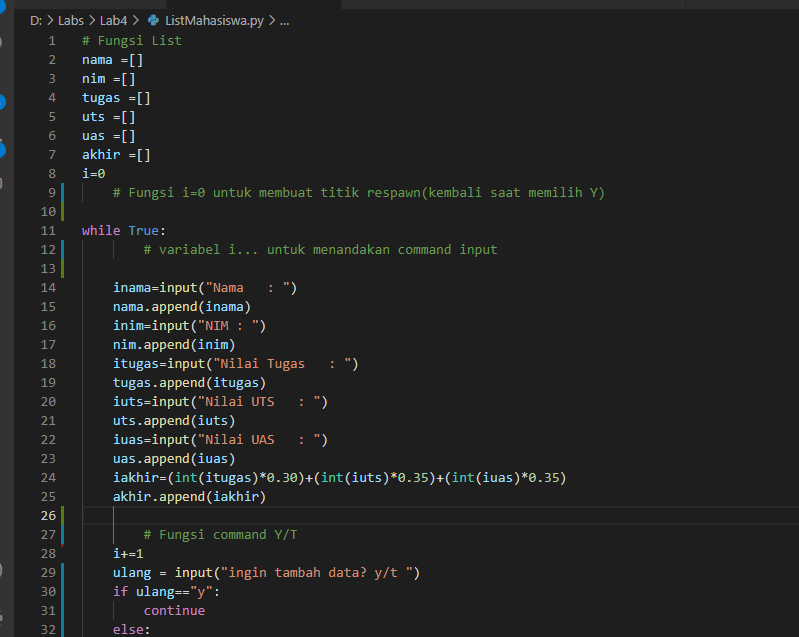 D: > Labs > Lab4 > ListMahasiswa.py > ...
1 # Fungsi List
2 nama =[]
3 nim =[]
4 tugas =[]
5 uts =[]
6 uas =[]
7 akhir =[]
8 i=0
9 # Fungsi i=0 untuk membuat titik respawn(kembali saat memilih Y)
10
11 while True:
12 # variabel i... untuk menandakan command input
13
14 inama=input("Nama   : ")
15 nama.append(inama)
16 inim=input("NIM : ")
17 nim.append(inim)
18 itugas=input("Nilai Tugas   : ")
19 tugas.append(itugas)
20 iuts=input("Nilai UTS   : ")
21 uts.append(iuts)
22 iuas=input("Nilai UAS   : ")
23 uas.append(iuas)
24 iakhir=(int(itugas)*0.30)+(int(iuts)*0.35)+(int(iuas)*0.35)
25 akhir.append(iakhir)
26
27 # Fungsi command Y/T
28 i+=1
29 ulang = input("ingin tambah data? y/t ")
30 if ulang=="y":
31 continue
32 else: